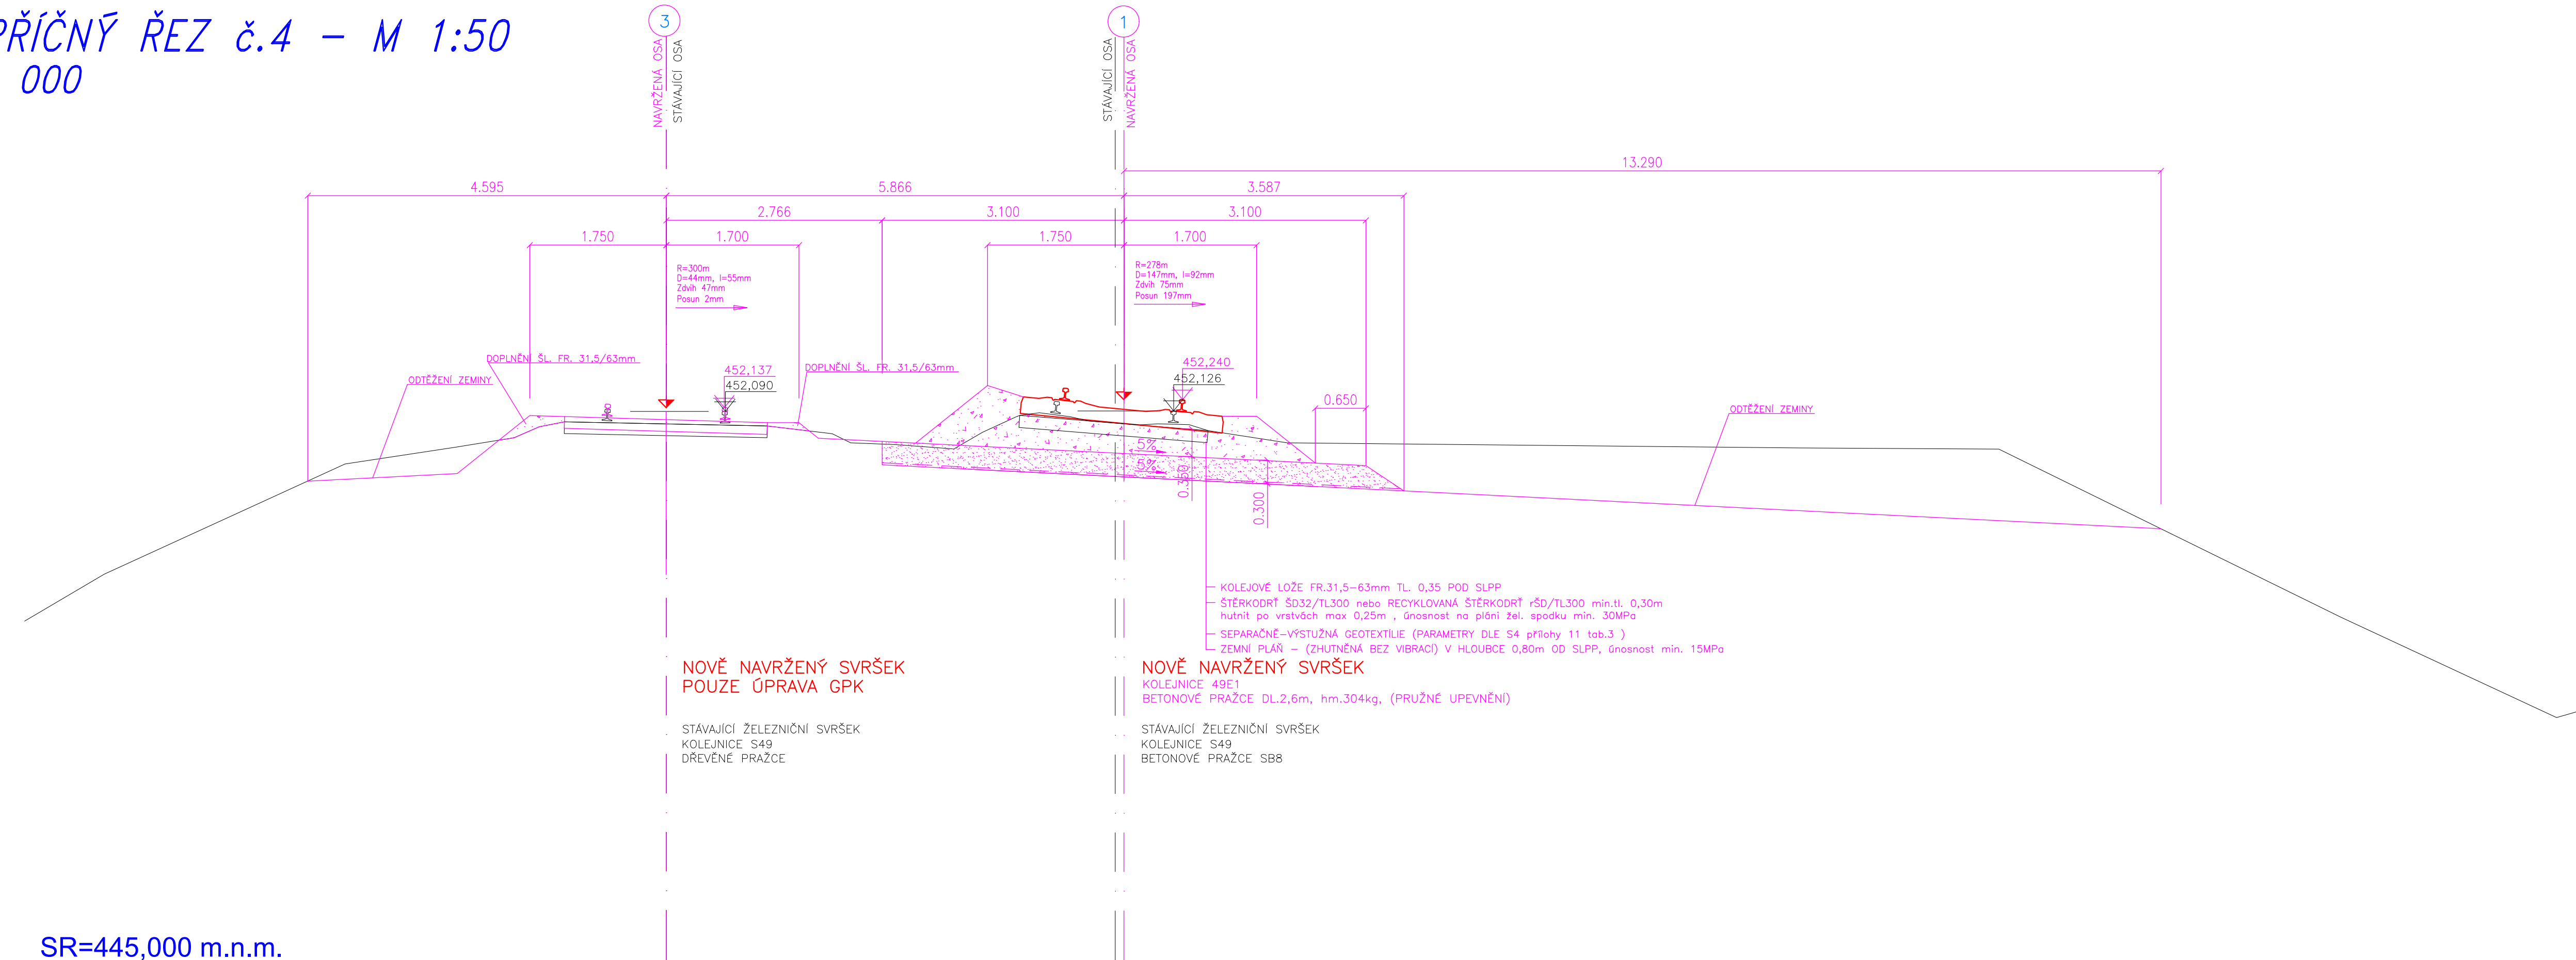 PŘÍČNÝ ŘEZ č.4 - M 1:50
000
3
1
NAVRŽENÁ OSA
STÁVAJÍCÍ OSA
STÁVAJÍCÍ OSA
NAVRŽENÁ OSA
13.290
4.595
5.866
3.587
2.766
3.100
3.100
1.750
1.700
1.750
1.700
R=300m
D=44mm, I=55mm
Zdvih 47mm
Posun 2mm
R=278m
D=147mm, I=92mm
Zdvih 75mm
Posun 197mm
DOPLNĚNÍ ŠL. FR. 31,5/63mm
DOPLNĚNÍ ŠL. FR. 31,5/63mm
ODTĚŽENÍ ZEMINY
452,137
452,090
452,240
452,126
0.650
ODTĚŽENÍ ZEMINY
5%
5%
0.350
0.300
KOLEJOVÉ LOŽE FR.31,5-63mm TL. 0,35 POD SLPP
ŠTĚRKODRŤ ŠD32/TL300 nebo RECYKLOVANÁ ŠTĚRKODRŤ rŠD/TL300 min.tl. 0,30m
hutnit po vrstvách max 0,25m , únosnost na pláni žel. spodku min. 30MPa
SEPARAČNĚ-VÝSTUŽNÁ GEOTEXTÍLIE (PARAMETRY DLE S4 přílohy 11 tab.3 )
ZEMNÍ PLÁŇ - (ZHUTNĚNÁ BEZ VIBRACÍ) V HLOUBCE 0,80m OD SLPP, únosnost min. 15MPa
NOVĚ NAVRŽENÝ SVRŠEK
POUZE ÚPRAVA GPK
STÁVAJÍCÍ ŽELEZNIČNÍ SVRŠEK
KOLEJNICE S49
DŘEVĚNÉ PRAŽCE
NOVĚ NAVRŽENÝ SVRŠEK
KOLEJNICE 49E1
BETONOVÉ PRAŽCE DL.2,6m, hm.304kg, (PRUŽNÉ UPEVNĚNÍ)
STÁVAJÍCÍ ŽELEZNIČNÍ SVRŠEK
KOLEJNICE S49
BETONOVÉ PRAŽCE SB8
SR=445,000 m.n.m.